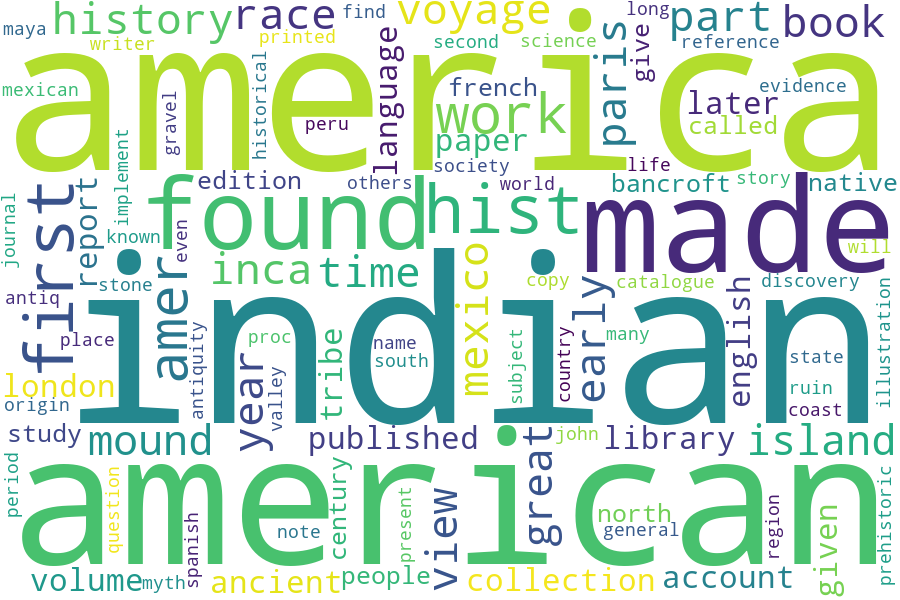 maya
history
race
find
voyage
long
part
book
writer
printed
second
science
give
reference
america
mexican
gravel
historical
peru
language
french
work
paper
paris
later
called
evidence
society
life
implement
edition
others
world
bancroft
story
native
journal
first
report
known
even
found
hist
made
will
amer
stone
inca
time
mexico
copy
catalogue
discovery
antiq
place
indian
antiquity
proc
name
south
tribe
valley
year
subject
country
early
many
english
state
ruin
coast
illustration
london
origin
study
mound
published
great
john
library
island
american
period
question
spanish
note
century
present
view
north
general
region
given
prehistoric
volume
myth
ancient
people
collection
account